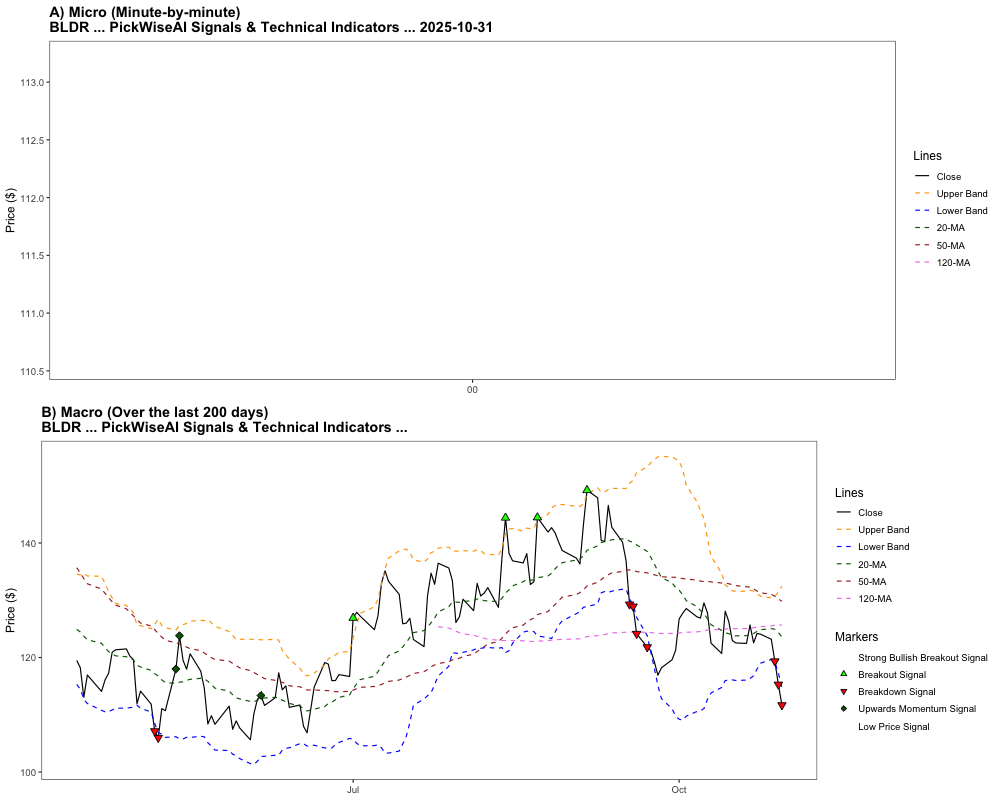 A) Micro (Minute-by-minute)
BLDR ... PickWiseAI Signals & Technical Indicators ... 2025-10-31
Price ($)
113.0
112.5
112.0
111.5
111.0
110.5
00
Lines
Close
Upper Band
Lower Band
20-MA
50-MA
120-MA
B) Macro (Over the last 200 days)
BLDR ... PickWiseAI Signals & Technical Indicators ...
Price ($)
140
120
100
Jul
Oct
Lines
Close
Upper Band
Lower Band
20-MA
50-MA
120-MA
Markers
Strong Bullish Breakout Signal
Breakout Signal
Breakdown Signal
Upwards Momentum Signal
Low Price Signal